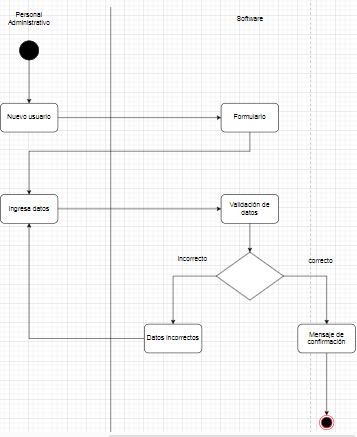 Personal
Administrativo
Software
Nuevo usuario
Formulario
Ingresa datos
Validación de
datos
Incorrecto
correcto
Datos incorrectos
Mensaje de
confirmación